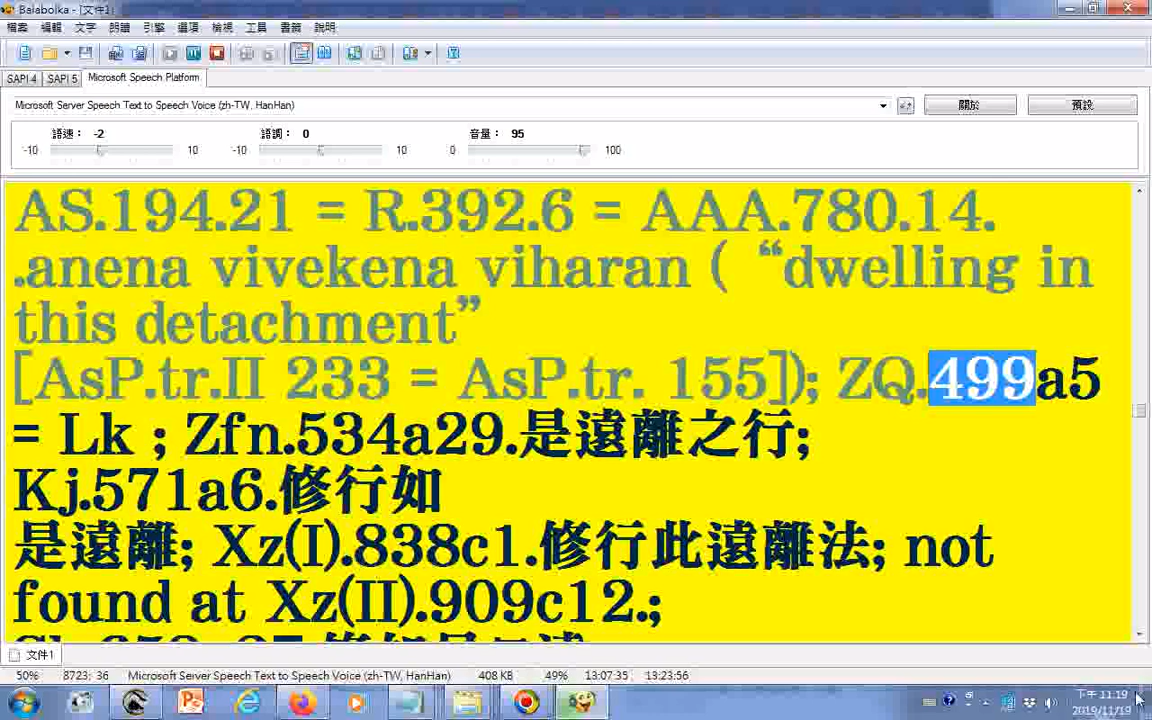 Balabolka - [文件1]
檔案 編輯 文字 朗讀 引擎 選項 檢視 工具 書籤 說明
SAPI 4 SAPI 5 Microsoft Speech Platform
Microsoft Server Speech Text to Speech Voice (zh-TW, HanHan) 關於 預設
語速： -2 語調： 0 音量： 95
-10 10 -10 10 0 100
AS.194.21 = R.392.6 = AAA.780.14.
.anena vivekena viharan ( “dwelling in
this detachment”
[AsP.tr.II 233 = AsP.tr. 155]); ZQ.499a5
= Lk ; Zfn.534a29.是遠離之行;
Kj.571a6.修行如
是遠離; Xz(I).838c1.修行此遠離法; not
found at Xz(II).909c12.;
文件1
50% 8723; 36 Microsoft Server Speech Text to Speech Voice (zh-TW, HanHan) 408 KB 49% 13:07:35 13:23:56
下午 11:19
2019/11/19